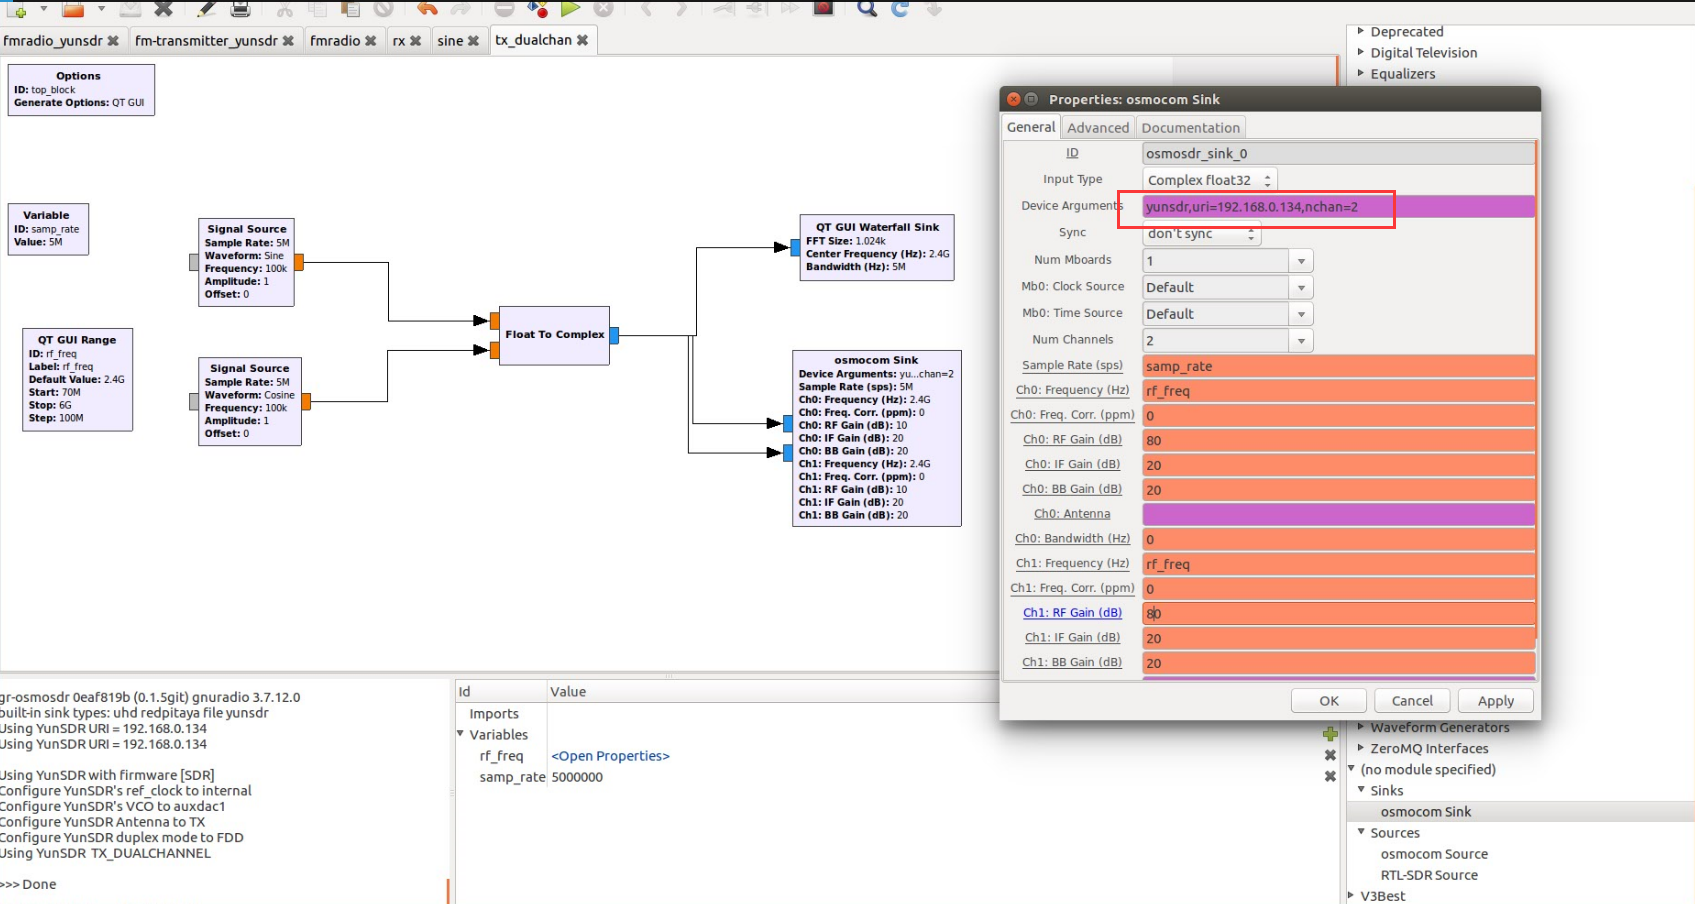 fmradio_yunsdr
fm-transmitter_yunsdr
fmradio
rx
sine
tx_dualchan
Options
ID: top_block
Generate Options: QT GUI
Variable
ID: samp_rate
Value: 5M
QT GUI Range
ID: rf_freq
Label: rf_freq
Default Value: 2.4G
Start: 70M
Stop: 6G
Step: 100M
Signal Source
Sample Rate: 5M
Waveform: Sine
Frequency: 100k
Amplitude: 1
Offset: 0
Signal Source
Sample Rate: 5M
Waveform: Cosine
Frequency: 100k
Amplitude: 1
Offset: 0
Float To Complex
QT GUI Waterfall Sink
FFT Size: 1.024k
Center Frequency (Hz): 2.4G
Bandwidth (Hz): 5M
osmocom Sink
Device Arguments: yu...chan=2
Sample Rate (sps): 5M
Ch0: Frequency (Hz): 2.4G
Ch0: Freq. Corr. (ppm): 0
Ch0: RF Gain (dB): 10
Ch0: IF Gain (dB): 20
Ch0: BB Gain (dB): 20
Ch1: Frequency (Hz): 2.4G
Ch1: Freq. Corr. (ppm): 0
Ch1: RF Gain (dB): 10
Ch1: IF Gain (dB): 20
Ch1: BB Gain (dB): 20
Deprecated
Digital Television
Equalizers
Properties: osmocom Sink
General Advanced Documentation
ID osmosdr_sink_0
Input Type Complex float32
Device Arguments yunsdr,uri=192.168.0.134,nchan=2
Sync don't sync
Num Mboards 1
Mb0: Clock Source Default
Mb0: Time Source Default
Num Channels 2
Sample Rate (sps) samp_rate
Ch0: Frequency (Hz) rf_freq
Ch0: Freq. Corr. (ppm) 0
Ch0: RF Gain (dB) 80
Ch0: IF Gain (dB) 20
Ch0: BB Gain (dB) 20
Ch0: Antenna
Ch0: Bandwidth (Hz) 0
Ch1: Frequency (Hz) rf_freq
Ch1: Freq. Corr. (ppm) 0
Ch1: RF Gain (dB) 80
Ch1: IF Gain (dB) 20
Ch1: BB Gain (dB) 20
OK Cancel Apply
Waveform Generators
ZeroMQ Interfaces
(no module specified)
Sinks
osmocom Sink
Sources
osmocom Source
RTL-SDR Source
V3Best
gr-osmosdr 0eaf819b (0.1.5git) gnuradio 3.7.12.0
built-in sink types: uhd redpitaya file yunsdr
Using YunSDR URI = 192.168.0.134
Using YunSDR URI = 192.168.0.134
Using YunSDR with firmware [SDR]
Configure YunSDR's ref_clock to internal
Configure YunSDR's VCO to auxdac1
Configure YunSDR Antenna to TX
Configure YunSDR duplex mode to FDD
Using YunSDR TX_DUALCHANNEL
>>> Done
Id Value
Imports
Variables
rf_freq <Open Properties>
samp_rate 5000000